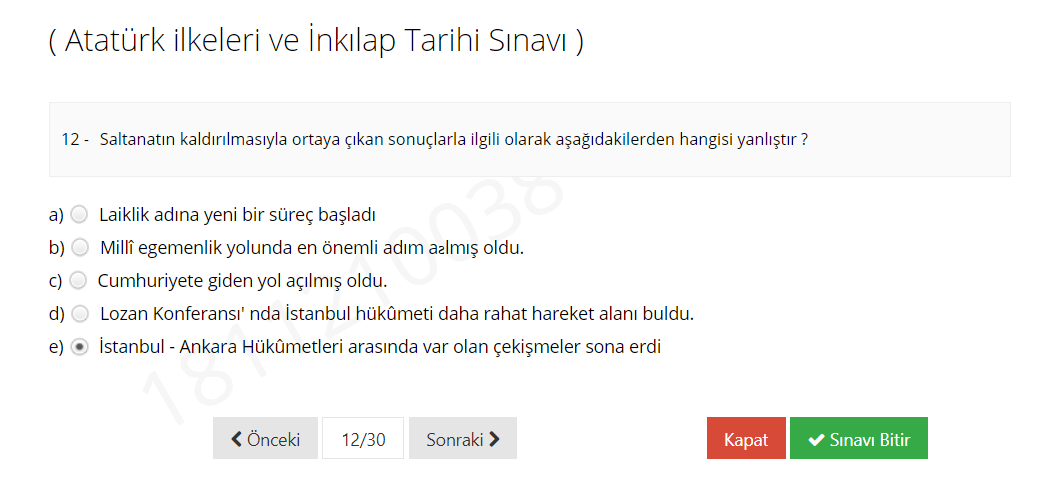 ( Atatürk ilkeleri ve İnkılap Tarihi Sınavı )
12 - Saltanatın kaldırılmasıyla ortaya çıkan sonuçlarla ilgili olarak aşağıdakilerden hangisi yanlıştır ?
a) Laiklik adına yeni bir süreç başladı
b) Millî egemenlik yolunda en önemli adım aalmış oldu.
c) Cumhuriyete giden yol açılmış oldu.
d) Lozan Konferansı' nda İstanbul hükûmeti daha rahat hareket alanı buldu.
e) İstanbul - Ankara Hükûmetleri arasında var olan çekişmeler sona erdi
Önceki 12/30 Sonraki Kapat Sınavı Bitir